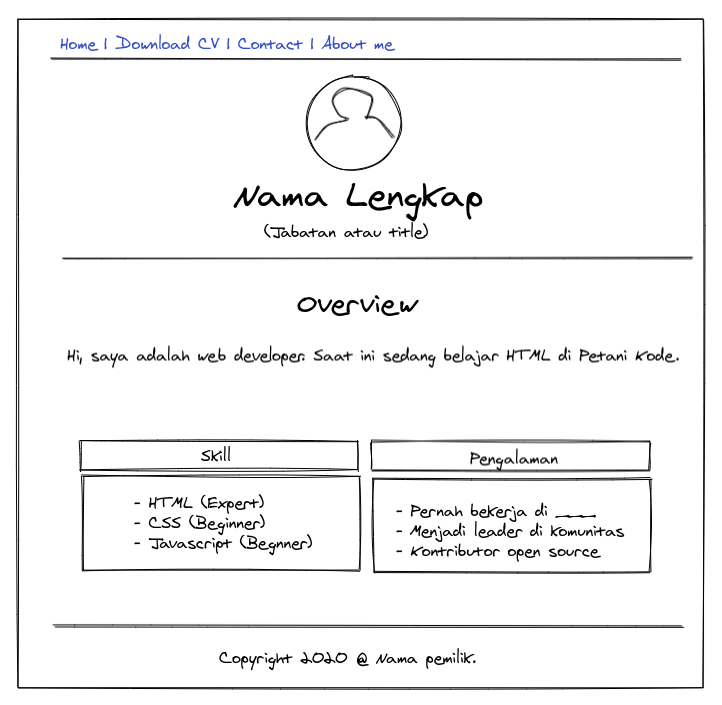 Home | Download CV | Contact | About me
Nama Lengkap
(Jabatan atau title)
Overview
Hi, saya adalah web developer. Saat ini sedang belajar HTML di Petani Kode.
Skill
Pengalaman
- HTML (Expert)
- CSS (Beginner)
- Javascript (Begnner)
- Pernah bekerja di ____
- Menjadi leader di komunitas
- Kontributor open source
Copyright 2020 @ Nama pemilik.